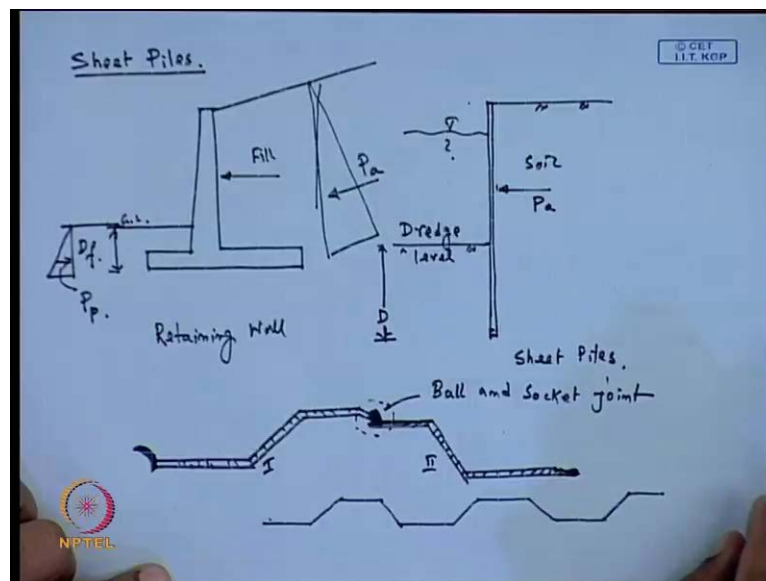 Sheet Piles.
© CET
I.I.T. KGP
Fill
Pa
G.L.
Df.
Pp.
Retaining Wall
Soil
Pa
Dredge
level
D
Sheet Piles.
Ball and Socket joint
I
II
NPTEL